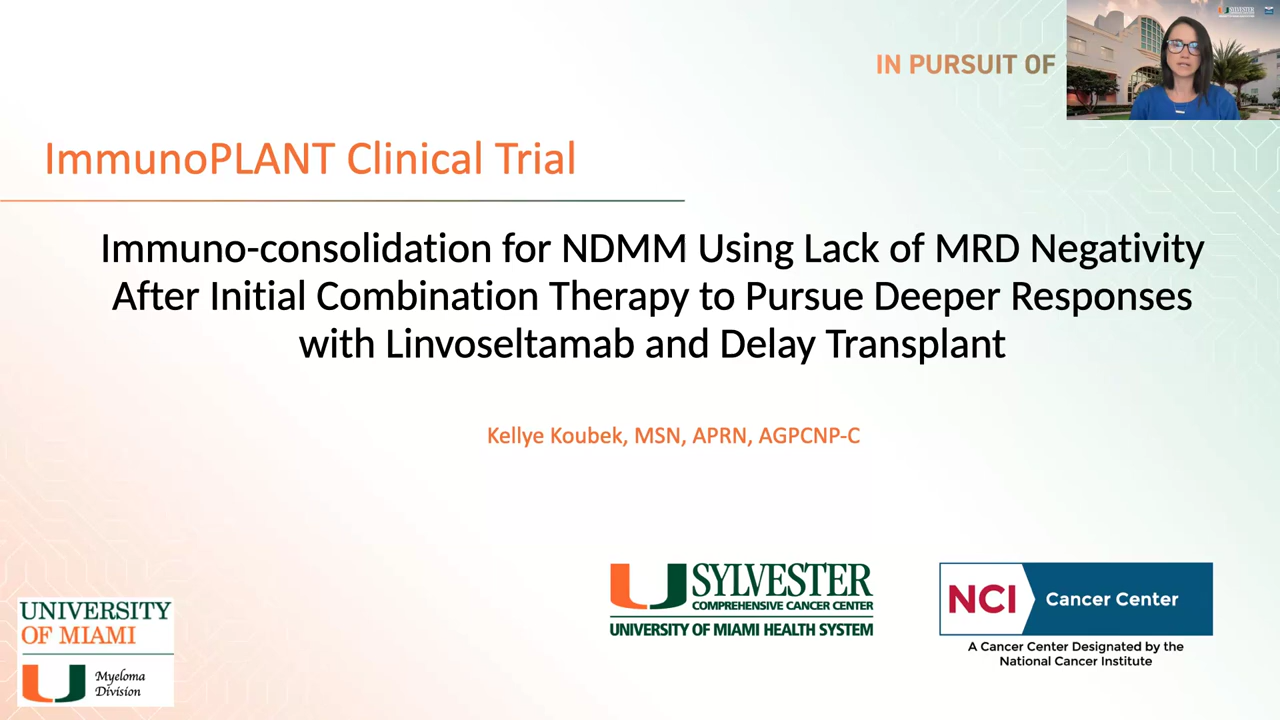 IN PURSUIT OF
ImmunoPLANT Clinical Trial
Immuno-consolidation for NDMM Using Lack of MRD Negativity
After Initial Combination Therapy to Pursue Deeper Responses
with Linvoseltamab and Delay Transplant
Kellye Koubek, MSN, APRN, AGPCNP-C
SYLVESTER
COMPREHENSIVE CANCER CENTER
UNIVERSITY OF MIAMI HEALTH SYSTEM
NCI Cancer Center
A Cancer Center Designated by the
National Cancer Institute
UNIVERSITY
OF MIAMI
Myeloma
Division